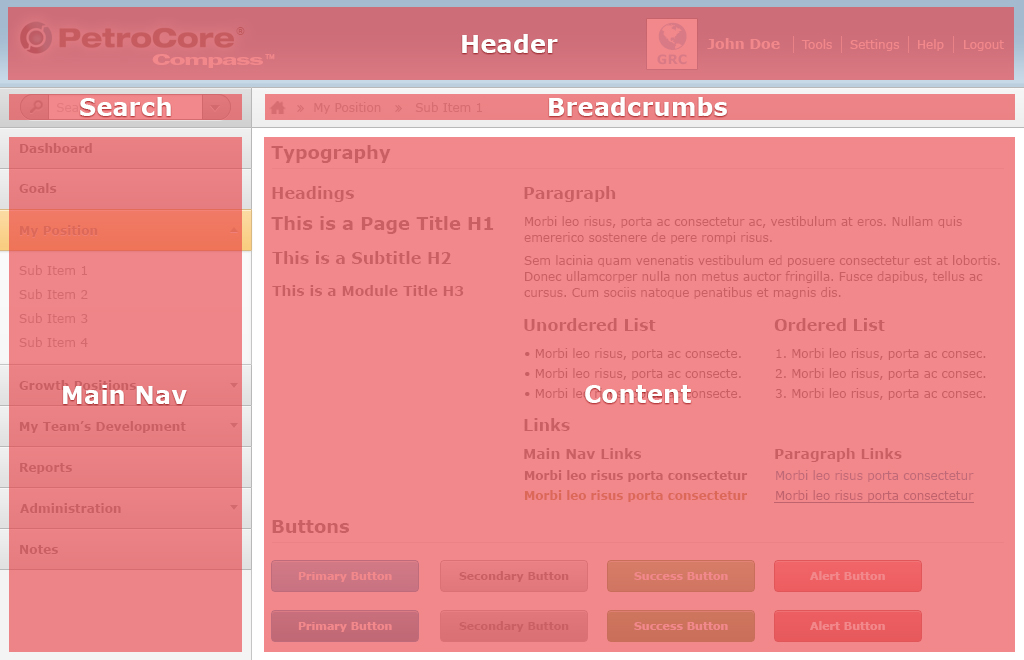 PetroCore®
Compass™
Header
GRC
John Doe
Tools
Settings
Help
Logout
Search
» My Position » Sub Item 1
Breadcrumbs
Dashboard
Goals
My Position
Sub Item 1
Sub Item 2
Sub Item 3
Sub Item 4
Growth Positions
Main Nav
My Team's Development
Reports
Administration
Notes
Typography
Headings
This is a Page Title H1
This is a Subtitle H2
This is a Module Title H3
Paragraph
Morbi leo risus, porta ac consectetur ac, vestibulum at eros. Nullam quis
emererico sostenere de pere rompi risus.
Sem lacinia quam venenatis vestibulum ed posuere consectetur est at lobortis.
Donec ullamcorper nulla non metus auctor fringilla. Fusce dapibus, tellus ac
cursus. Cum sociis natoque penatibus et magnis dis.
Unordered List
• Morbi leo risus, porta ac consecte.
• Morbi leo risus, porta ac consecte.
• Morbi consecte.
Content
Ordered List
1. Morbi leo risus, porta ac consec.
2. Morbi leo risus, porta ac consec.
3. Morbi leo risus, porta ac consec.
Links
Main Nav Links
Morbi leo risus porta consectetur
Morbi leo risus porta consectetur
Paragraph Links
Morbi leo risus porta consectetur
Morbi leo risus porta consectetur
Buttons
Primary Button
Secondary Button
Success Button
Alert Button
Primary Button
Secondary Button
Success Button
Alert Button